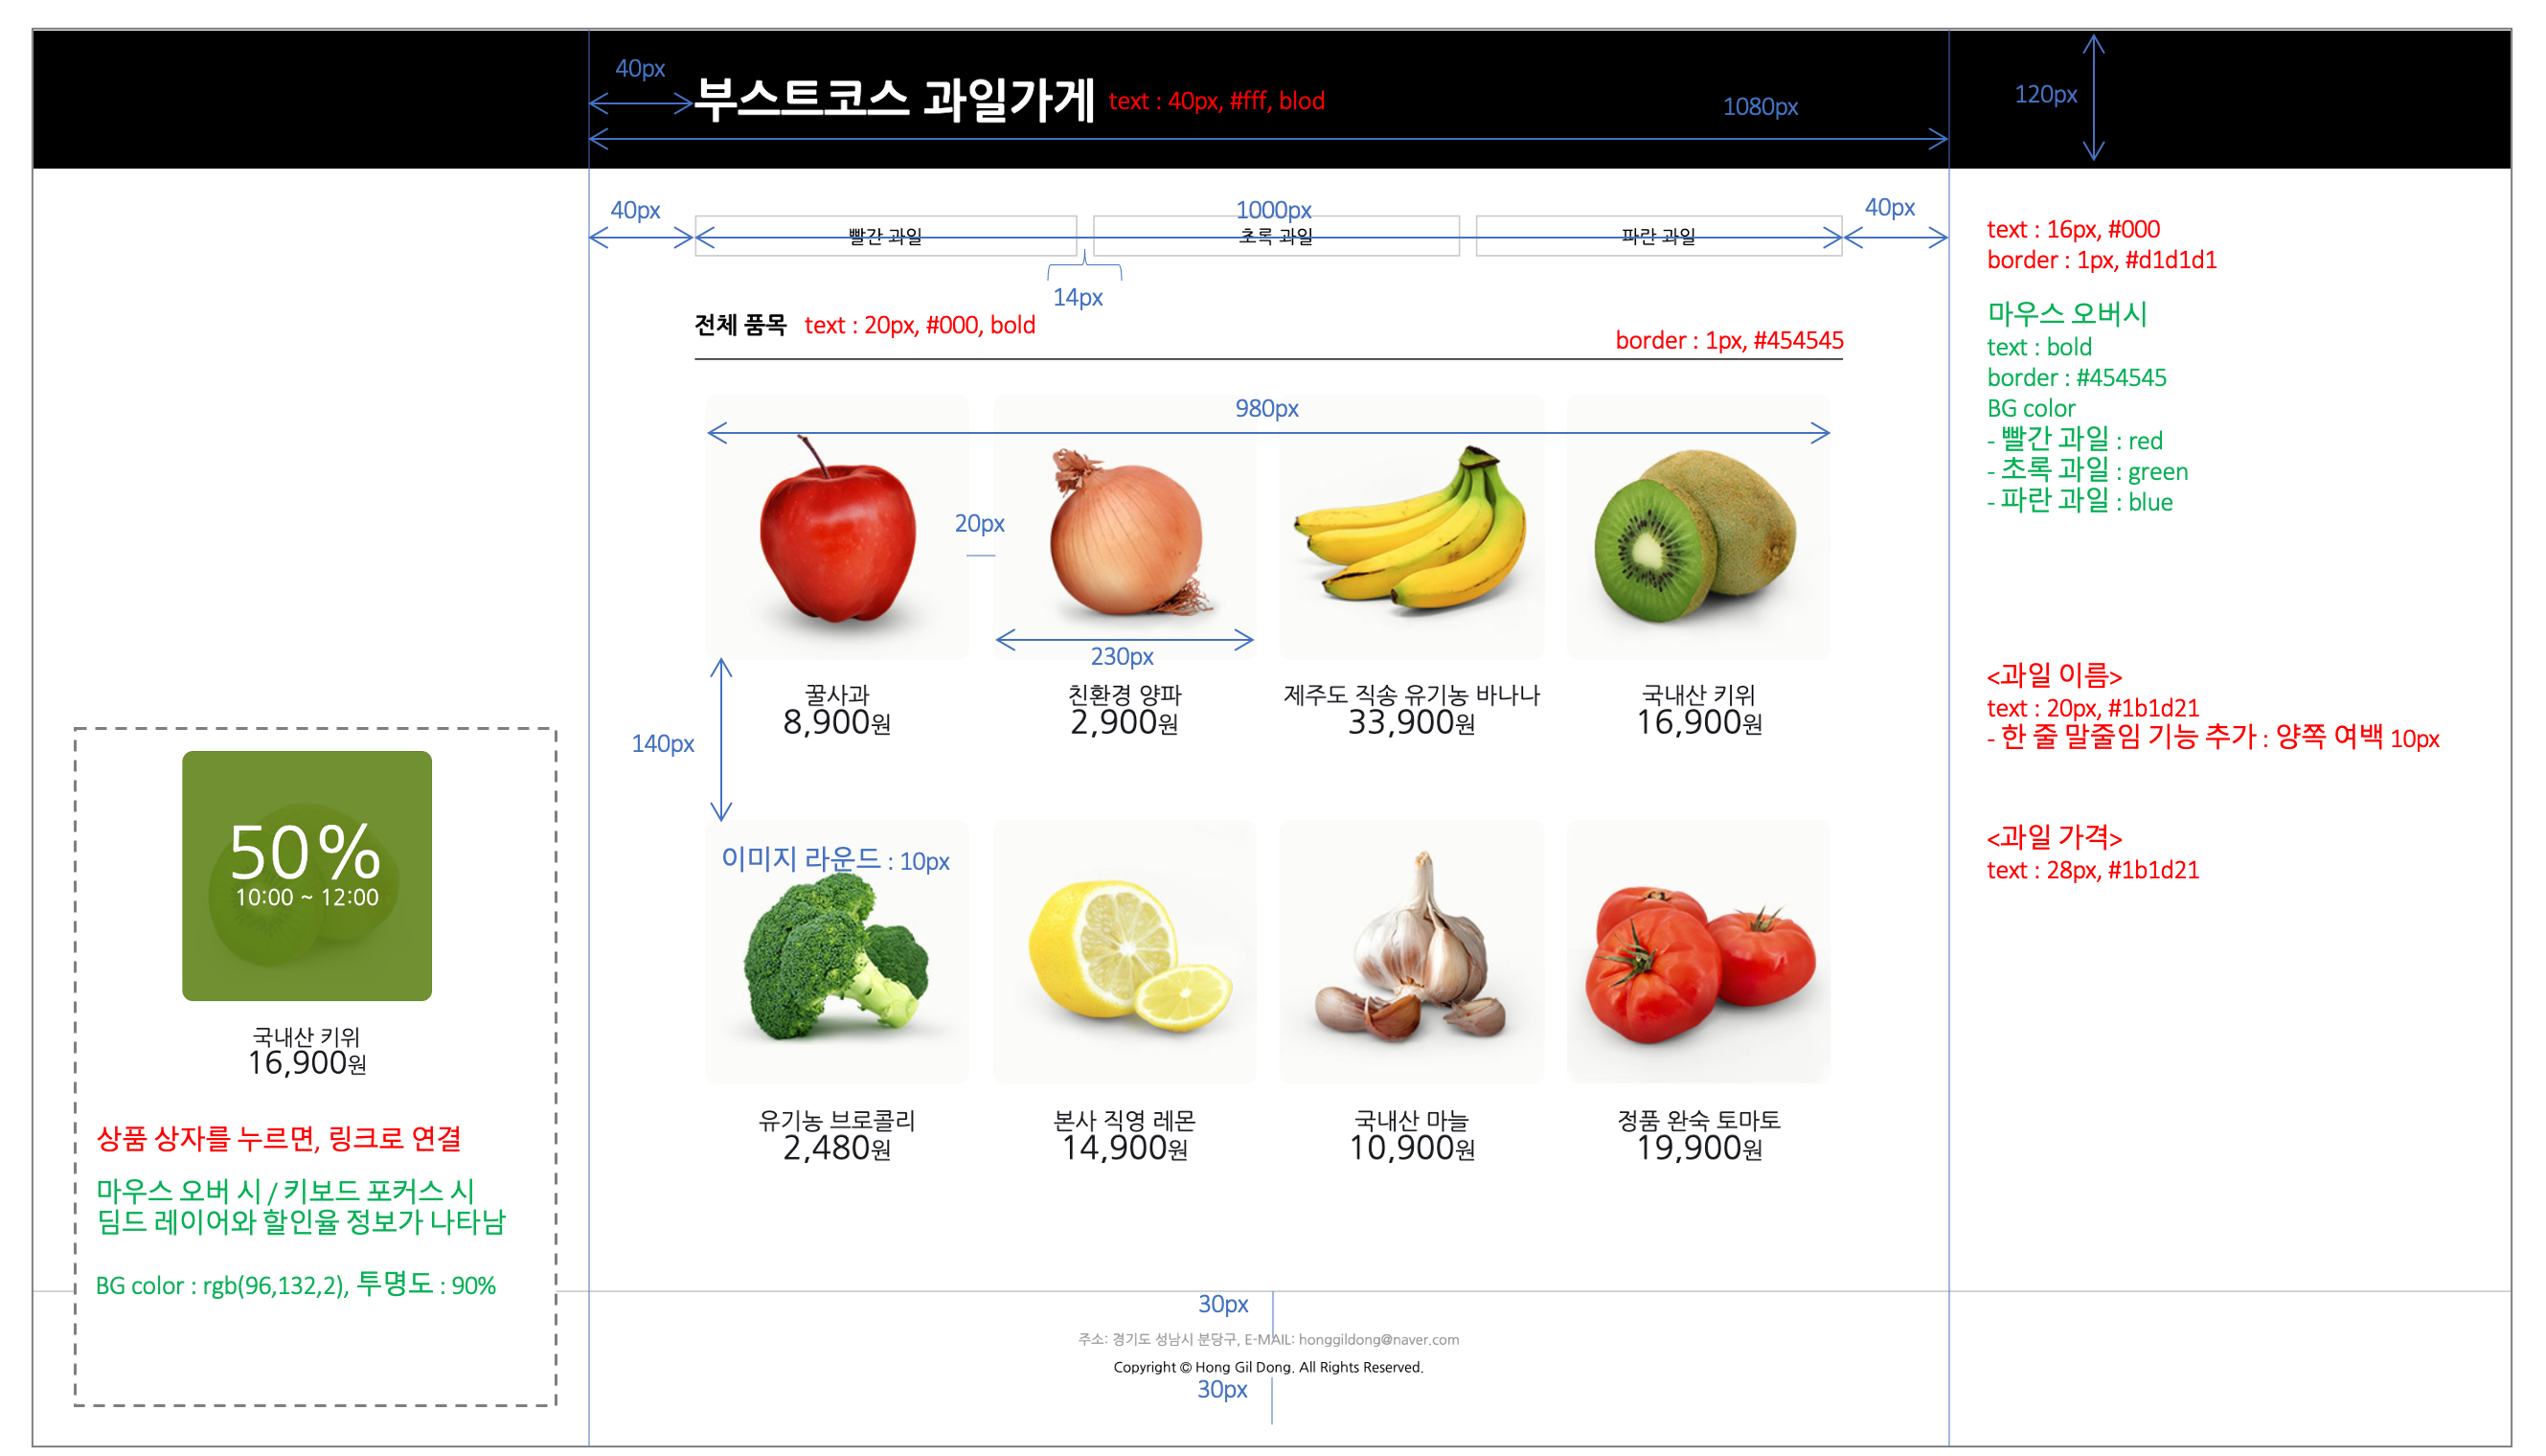 40px
부스트코스 과일가게 text : 40px, #fff, blod
1080px
120px
40px
1000px
40px
빨간 과일
초록 과일
파란 과일
14px
text : 16px, #000
border : 1px, #d1d1d1
전체 품목 text : 20px, #000, bold
border : 1px, #454545
마우스 오버시
text : bold
border : #454545
BG color
- 빨간 과일 : red
- 초록 과일 : green
- 파란 과일 : blue
980px
20px
230px
꿀사과
8,900원
친환경 양파
2,900원
제주도 직송 유기농 바나나
33,900원
국내산 키위
16,900원
140px
<과일 이름>
text : 20px, #1b1d21
- 한 줄 말줄임 기능 추가 : 양쪽 여백 10px
<과일 가격>
text : 28px, #1b1d21
이미지 라운드 : 10px
유기농 브로콜리
2,480원
본사 직영 레몬
14,900원
국내산 마늘
10,900원
정품 완숙 토마토
19,900원
50%
10:00 ~ 12:00
국내산 키위
16,900원
상품 상자를 누르면, 링크로 연결
마우스 오버 시 / 키보드 포커스 시
딤드 레이어와 할인율 정보가 나타남
BG color : rgb(96,132,2), 투명도 : 90%
30px
주소: 경기도 성남시 분당구, E-MAIL: honggildong@naver.com
Copyright © Hong Gil Dong. All Rights Reserved.
30px